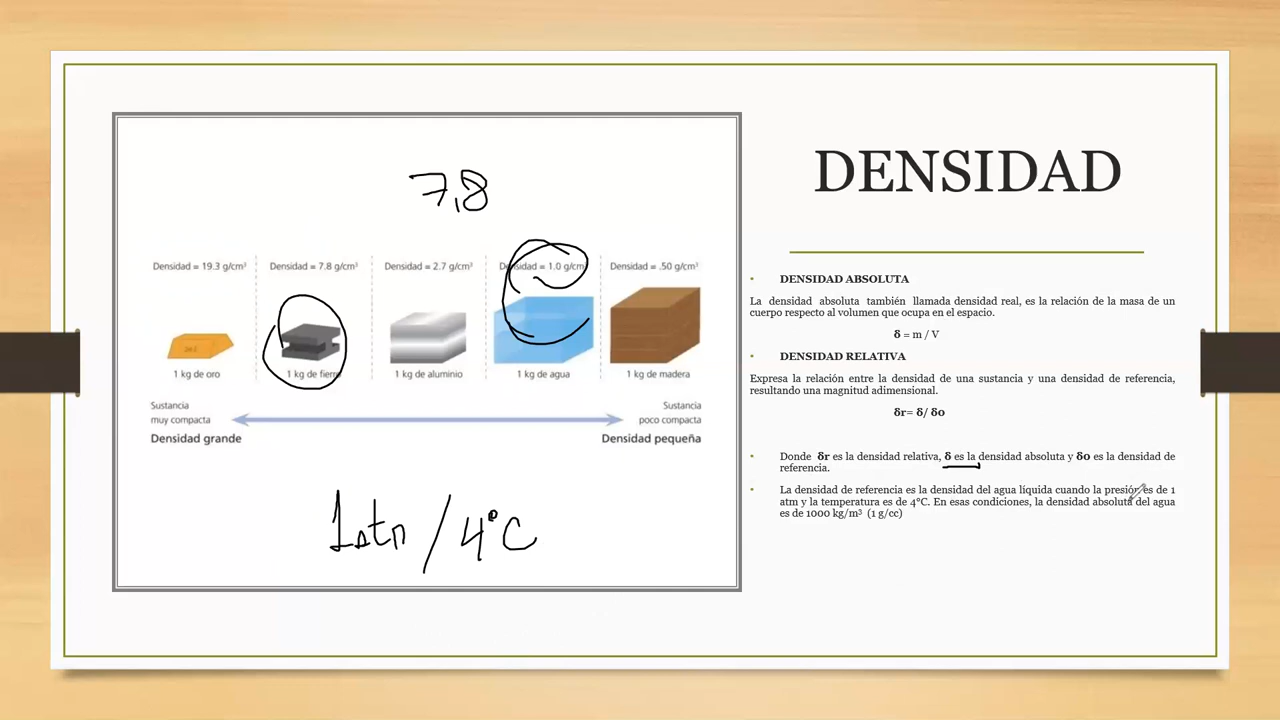 DENSIDAD
7,8
Densidad = 19.3 g/cm³
Densidad = 7.8 g/cm³
Densidad = 2.7 g/cm³
Densidad = 1.0 g/cm³
Densidad = .50 g/cm³
1 kg de oro
1 kg de fierro
1 kg de aluminio
1 kg de agua
1 kg de madera
Sustancia
muy compacta
Densidad grande
Sustancia
poco compacta
Densidad pequeña
1atm / 4°C
• DENSIDAD ABSOLUTA
La densidad absoluta también llamada densidad real, es la relación de la masa de un
cuerpo respecto al volumen que ocupa en el espacio.
δ = m / V
• DENSIDAD RELATIVA
Expresa la relación entre la densidad de una sustancia y una densidad de referencia,
resultando una magnitud adimensional.
δr= δ/ δ0
• Donde δr es la densidad relativa, δ es la densidad absoluta y δ0 es la densidad de
referencia.
• La densidad de referencia es la densidad del agua líquida cuando la presión es de 1
atm y la temperatura es de 4°C. En esas condiciones, la densidad absoluta del agua
es de 1000 kg/m³ (1 g/cc)